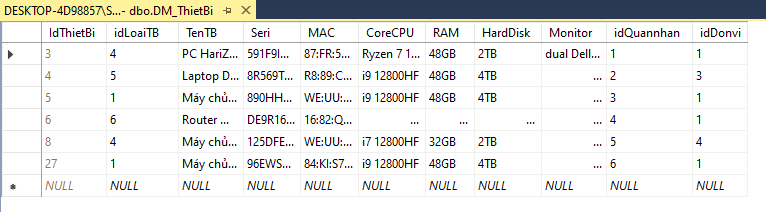 DESKTOP-4D98857\S...- dbo.DM_ThietBi
IdThietBi idLoaiTB TenTB Seri MAC CoreCPU RAM HardDisk Monitor idQuannhan idDonvi
3 4 PC HariZ... 591F9I... 87:FR:5... Ryzen 7 1... 48GB 2TB dual Dell... 1 1
4 5 Laptop D... 8R569T... R8:89:C... i9 12800HF 48GB 4TB ... 2 3
5 1 Máy chủ... 890HH... WE:UU:... i9 12800HF 48GB 4TB ... 3 1
6 6 Router ... DE9R16... 16:82:Q... ... ... ... ... 4 1
8 4 Máy chủ... 125DFE... WE:UU:... i7 12800HF 32GB 2TB ... 5 4
27 1 Máy chủ... 96EWS... 84:KI:S7... i9 12800HF 48GB 4TB ... 6 1
NULL NULL NULL NULL NULL NULL NULL NULL NULL NULL NULL